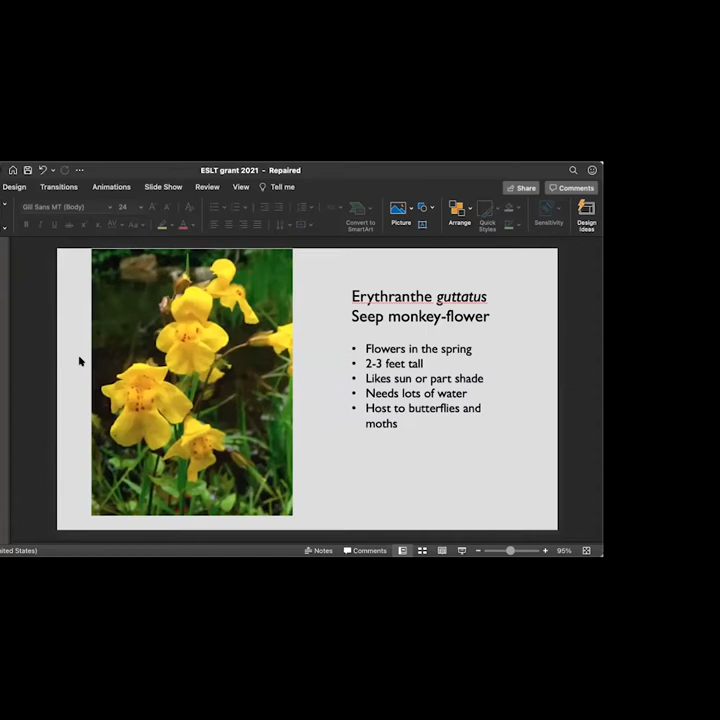 ESLT grant 2021 – Repaired
Design Transitions Animations Slide Show Review View Tell me Share Comments
Gill Sans MT (Body) 24
Convert to SmartArt Picture Arrange Quick Styles Sensitivity Design Ideas
Erythranthe guttatus
Seep monkey-flower
• Flowers in the spring
• 2-3 feet tall
• Likes sun or part shade
• Needs lots of water
• Host to butterflies and
moths
ited States) Notes Comments 95%